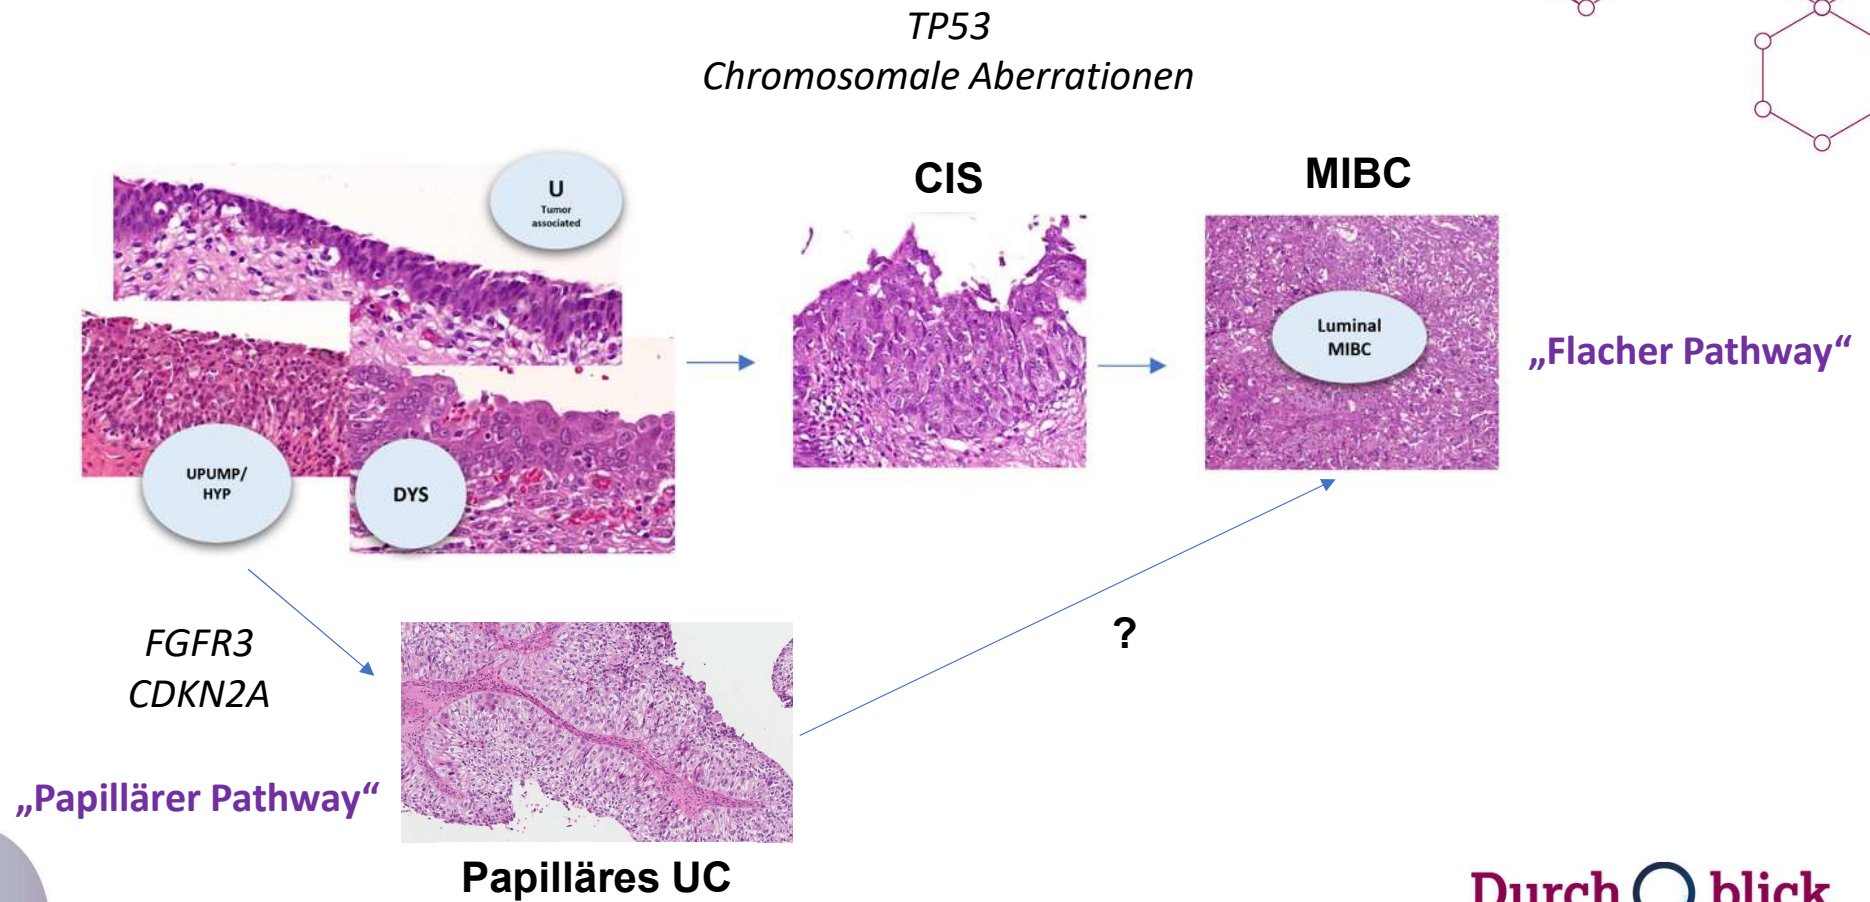 TP53
Chromosomale Aberrationen
U
Tumor
associated
CIS
MIBC
Luminal
MIBC
„Flacher Pathway“
UPUMP/
HYP
DYS
FGFR3
CDKN2A
?
„Papillärer Pathway“
Papilläres UC
Durch blick